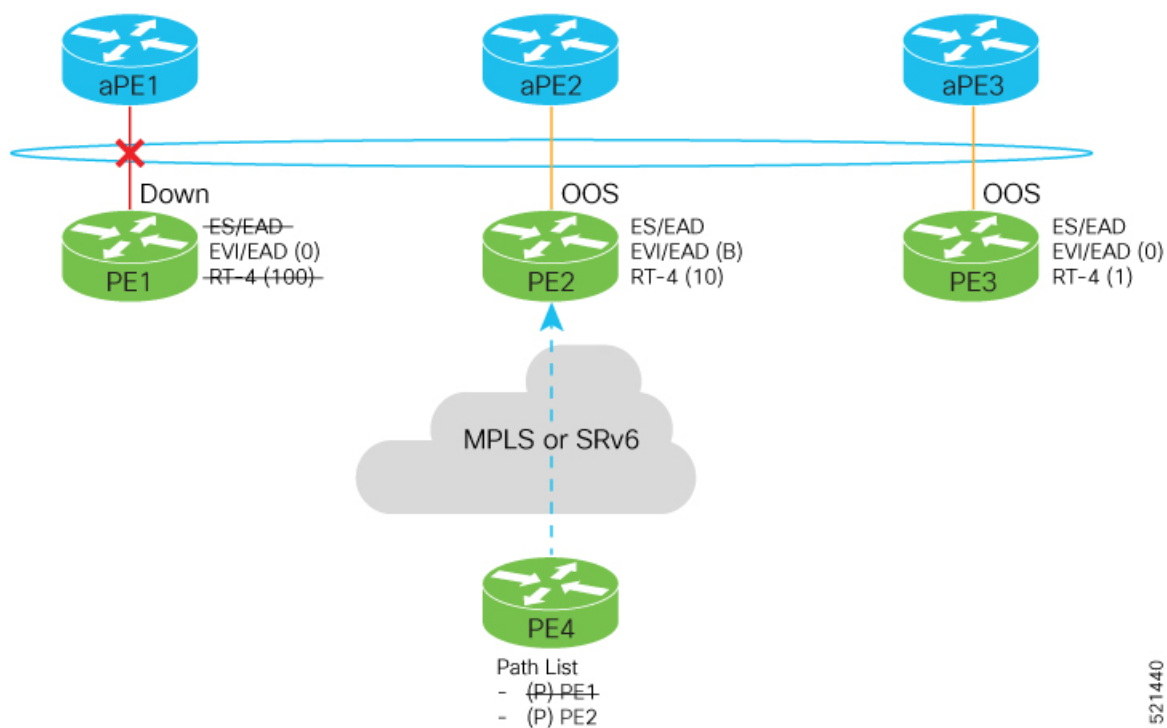 aPE1
aPE2
aPE3
Down
OOS
OOS
PE1
ES/EAD
EVI/EAD (0)
RT-4 (100)
PE2
ES/EAD
EVI/EAD (B)
RT-4 (10)
PE3
ES/EAD
EVI/EAD (0)
RT-4 (1)
MPLS or SRv6
PE4
Path List
- (P) PE1
- (P) PE2
521440